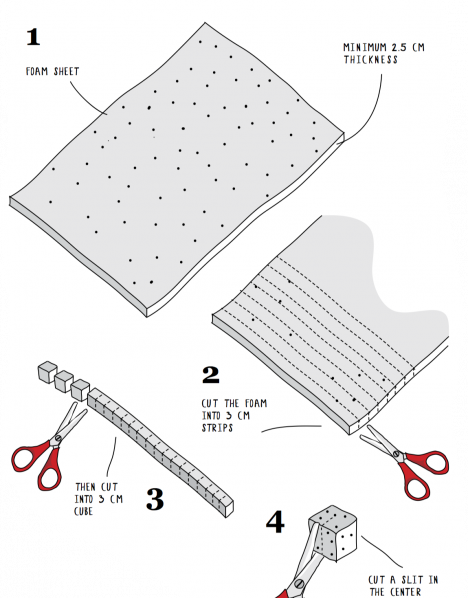 1
FOAM SHEET
MINIMUM 2.5 CM
THICKNESS
2
CUT THE FOAM
INTO 3 CM
STRIPS
THEN CUT
INTO 3 CM
CUBE
3
4
CUT A SLIT IN
THE CENTER